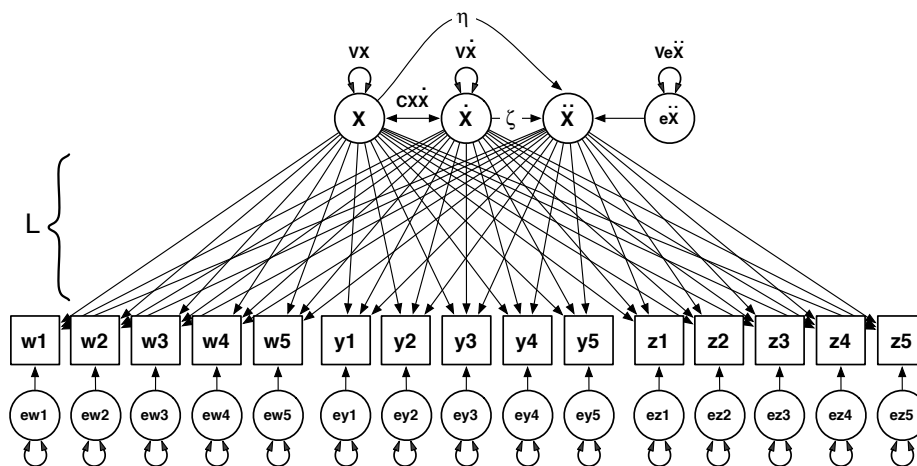 η
VX VẊ VeẌ
CXẊ
X Ẋ ζ Ẍ eẌ
L
w1 w2 w3 w4 w5 y1 y2 y3 y4 y5 z1 z2 z3 z4 z5
ew1 ew2 ew3 ew4 ew5 ey1 ey2 ey3 ey4 ey5 ez1 ez2 ez3 ez4 ez5